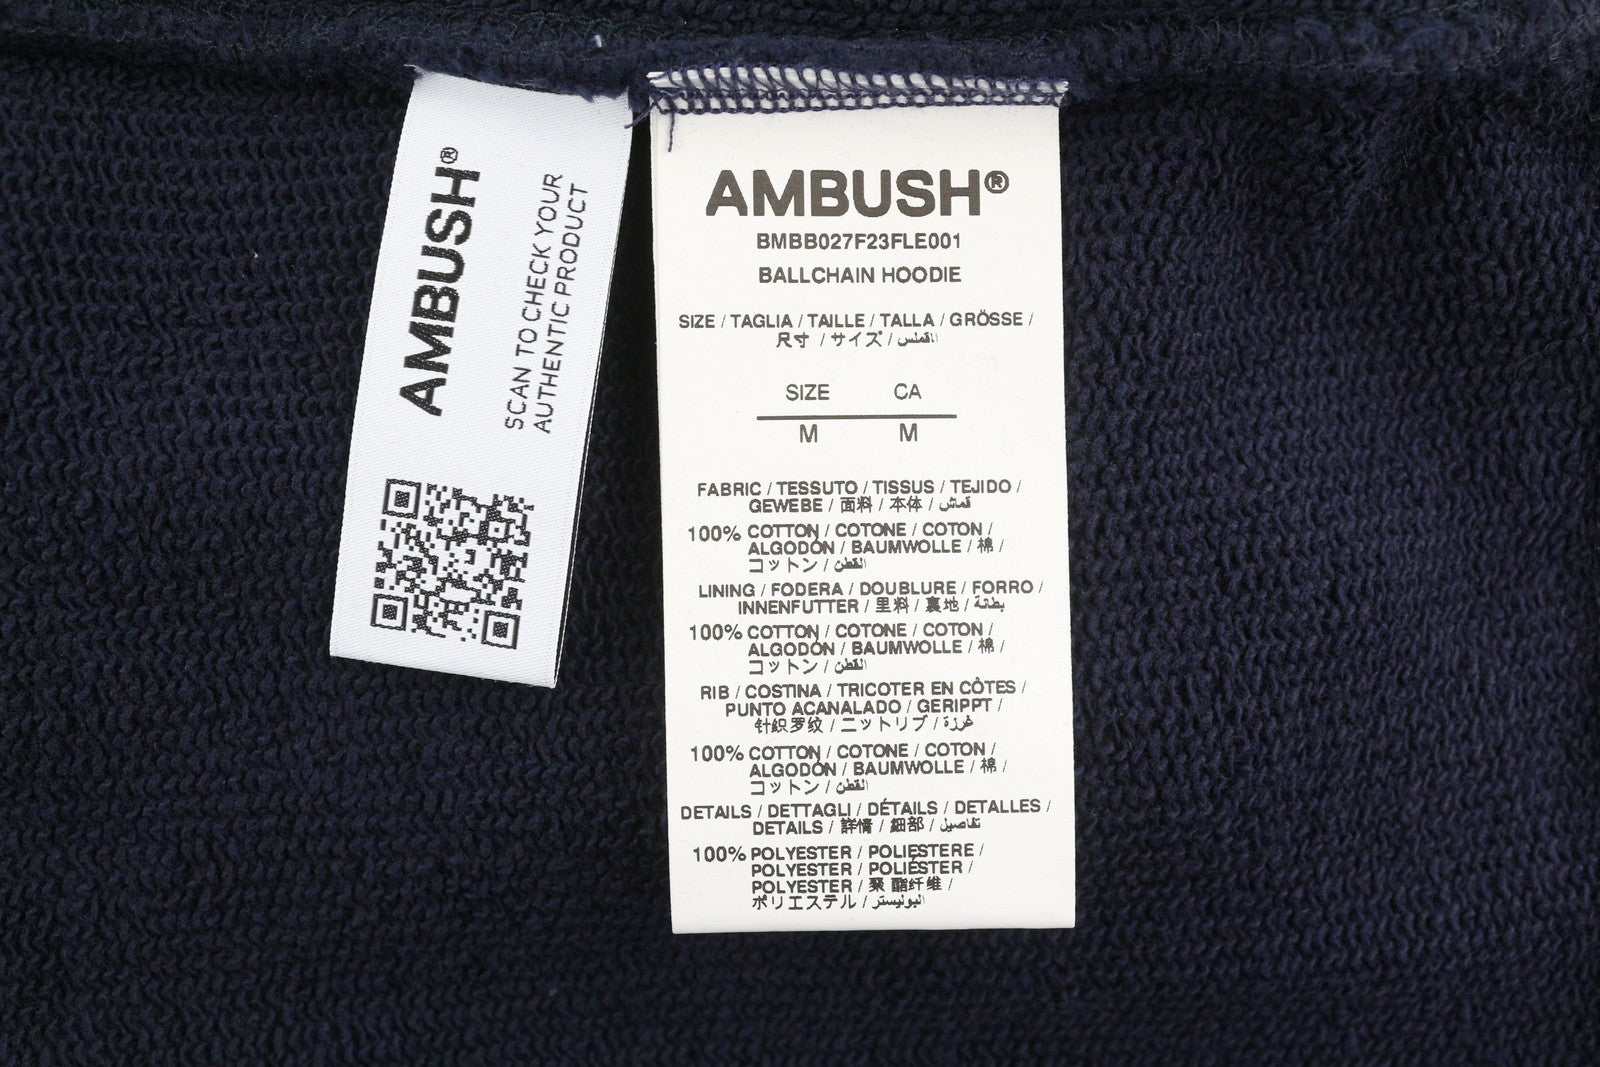 AMBUSH®
SCAN TO CHECK YOUR
AUTHENTIC PRODUCT
AMBUSH®
BMBB027F23FLE001
BALLCHAIN HOODIE
SIZE / TAGLIA / TAILLE / TALLA / GRÖSSE /
尺寸 / サイズ /
SIZE CA
M M
FABRIC / TESSUTO / TISSUS / TEJIDO /
GEWEBE / 面料 / 本体 / قماش
100% COTTON / COTONE / COTON /
ALGODÓN / BAUMWOLLE / 棉 /
コットン / القطن
LINING / FODERA / DOUBLURE / FORRO /
INNENFUTTER / 里料 / 裏地 / بطانة
100% COTTON / COTONE / COTON /
ALGODÓN / BAUMWOLLE / 棉 /
コットン / القطن
RIB / COSTINA / TRICOTER EN CÔTES /
PUNTO ACANALADO / GERIPPT /
针织罗纹 / ニットリブ / غرزة
100% COTTON / COTONE / COTON /
ALGODÓN / BAUMWOLLE / 棉 /
コットン / القطن
DETAILS / DETTAGLI / DÉTAILS / DETALLES /
DETAILS / 詳情 / 細部 / تفاصيل
100% POLYESTER / POLIESTERE /
POLYESTER / POLIÉSTER /
POLYESTER / 聚 酯纤维 /
ポリエステル / البوليستر